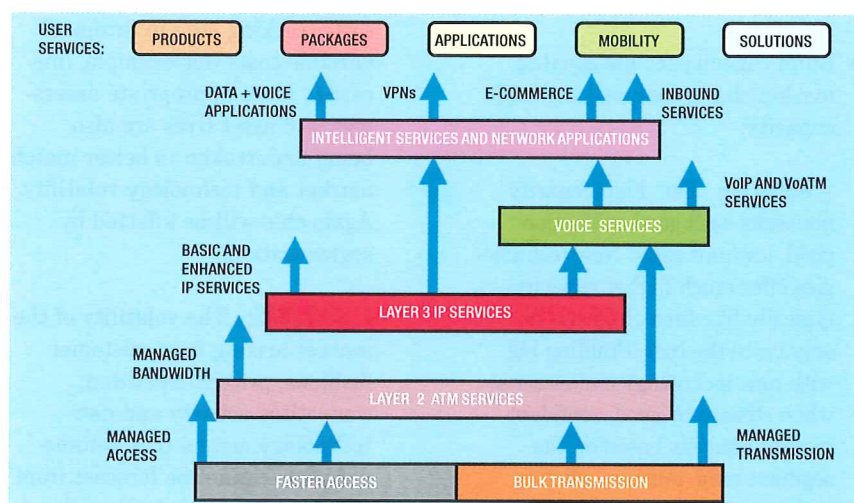 USER
SERVICES:
PRODUCTS
PACKAGES
APPLICATIONS
MOBILITY
SOLUTIONS
DATA + VOICE
APPLICATIONS
VPNs
E-COMMERCE
INBOUND
SERVICES
INTELLIGENT SERVICES AND NETWORK APPLICATIONS
VoIP AND VoATM
SERVICES
VOICE SERVICES
BASIC AND
ENHANCED
IP SERVICES
LAYER 3 IP SERVICES
MANAGED
BANDWIDTH
LAYER 2 ATM SERVICES
MANAGED
ACCESS
MANAGED
TRANSMISSION
FASTER ACCESS
BULK TRANSMISSION